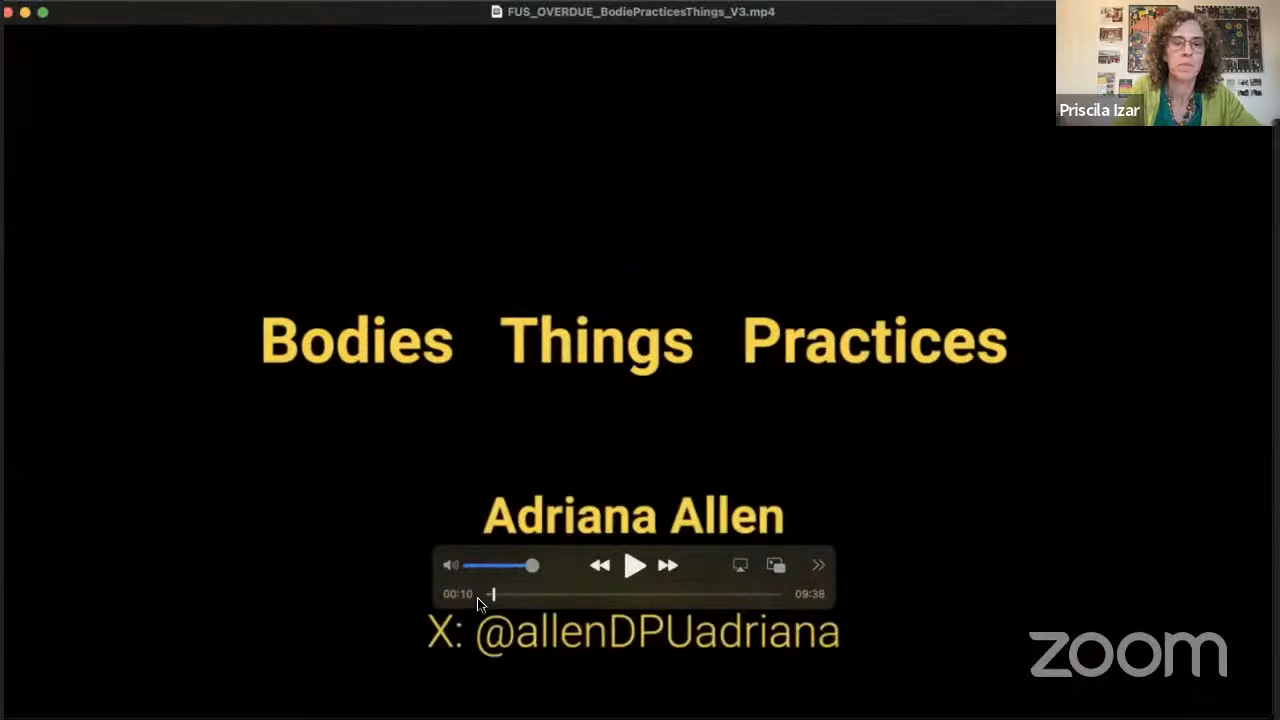 FUS_OVERDUE_BodiePracticesThings_V3.mp4
Priscila Izar
Bodies Things Practices
Adriana Allen
00:10
09:38
X: @allenDPUadriana
zoom